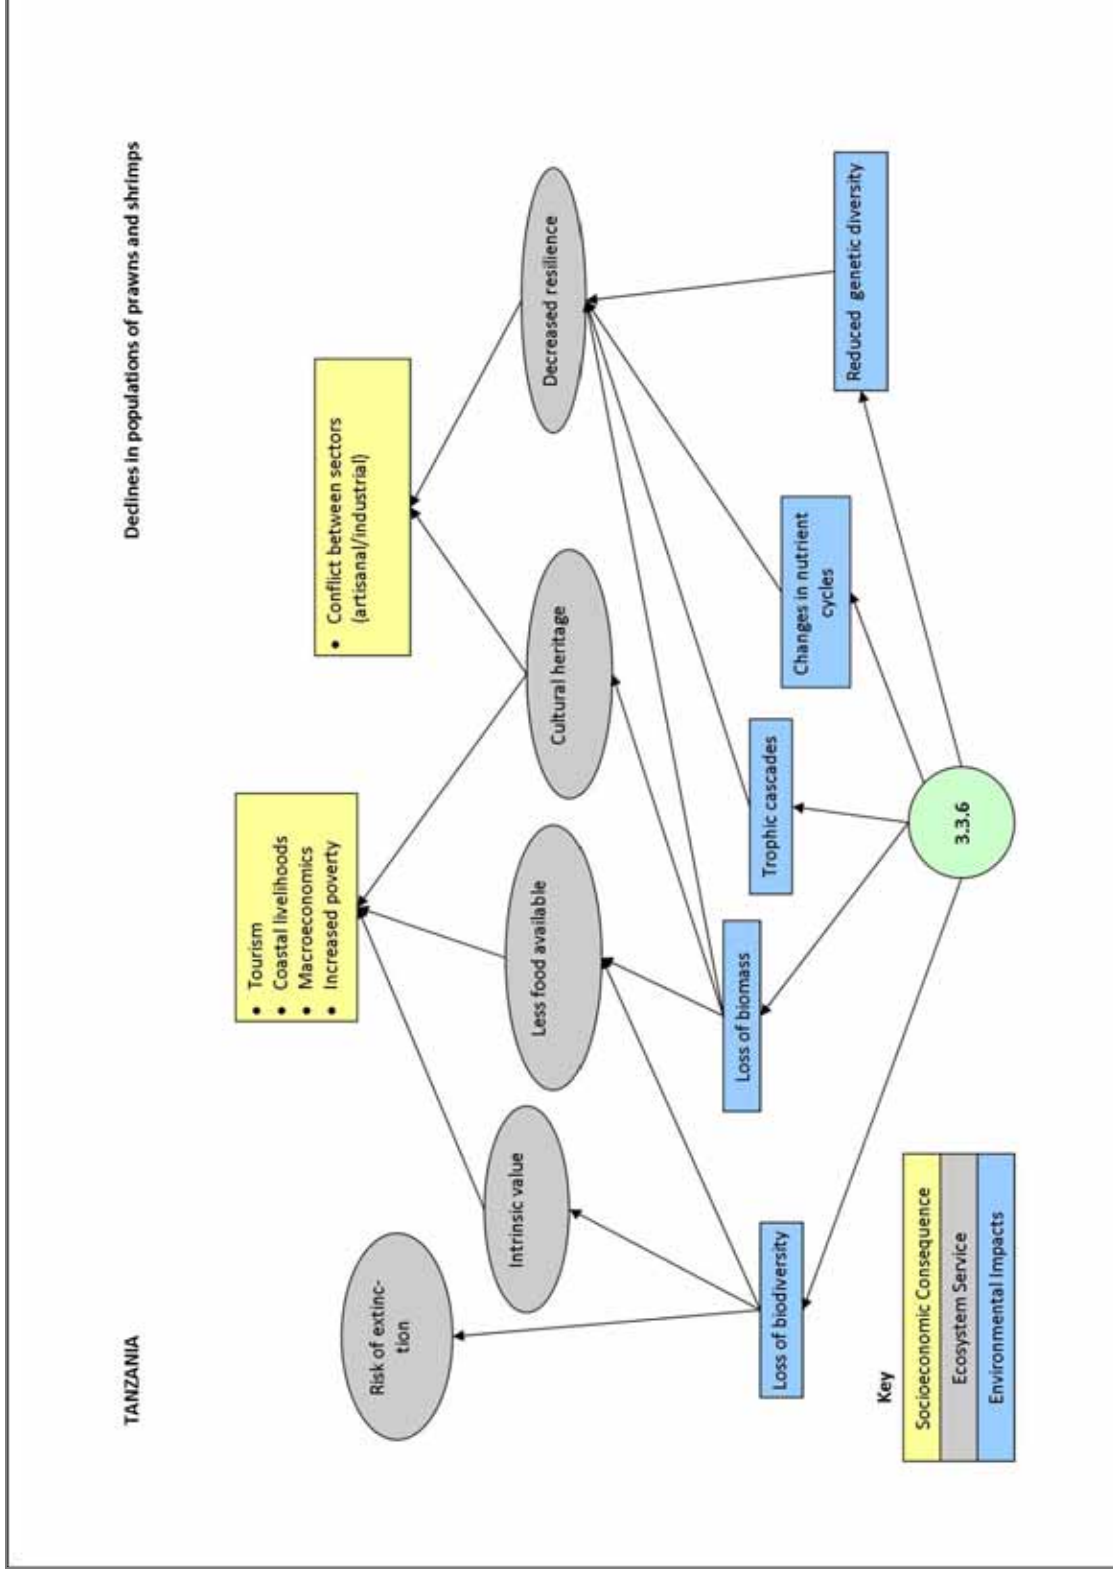 TANZANIA
Declines in populations of prawns and shrimps
• Tourism
• Coastal livelihoods
• Macroeconomics
• Increased poverty
• Conflict between sectors
(artisanal/industrial)
Risk of extinc-
tion
Intrinsic value
Less food available
Cultural heritage
Decreased resilience
Loss of biodiversity
Loss of biomass
Trophic cascades
Changes in nutrient
cycles
Reduced genetic diversity
3.3.6
Key
Socioeconomic Consequence
Ecosystem Service
Environmental Impacts